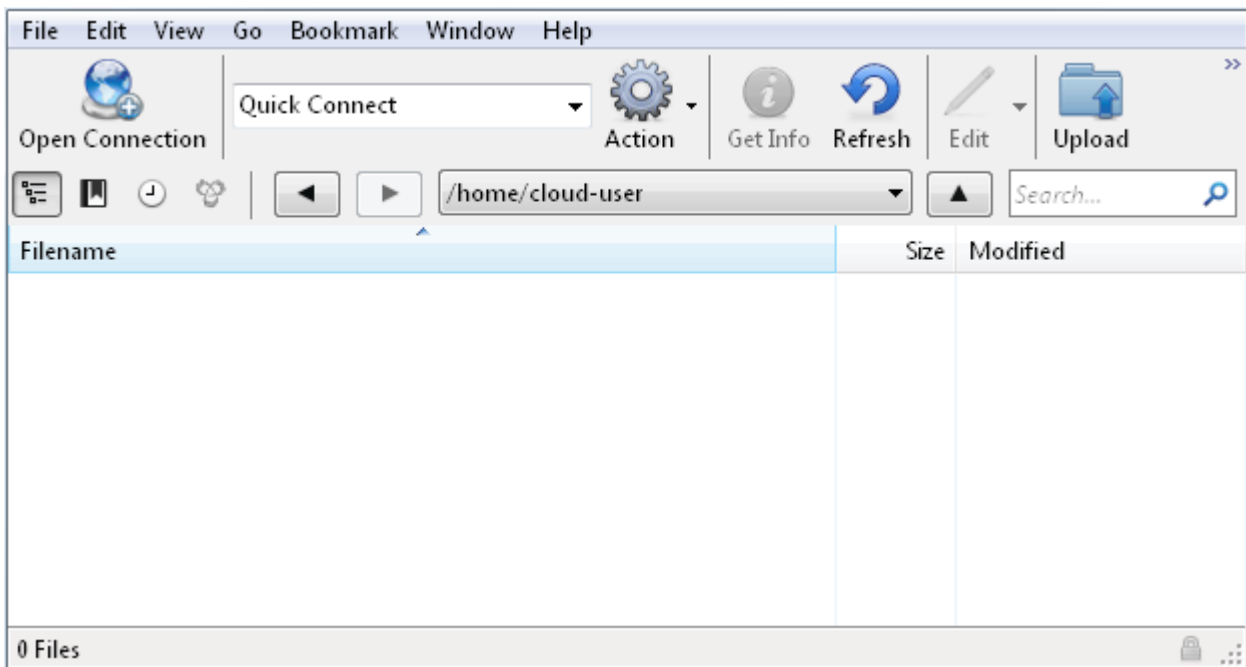 File Edit View Go Bookmark Window Help
Quick Connect
Open Connection Action Get Info Refresh Edit Upload
/home/cloud-user Search...
Filename Size Modified
0 Files